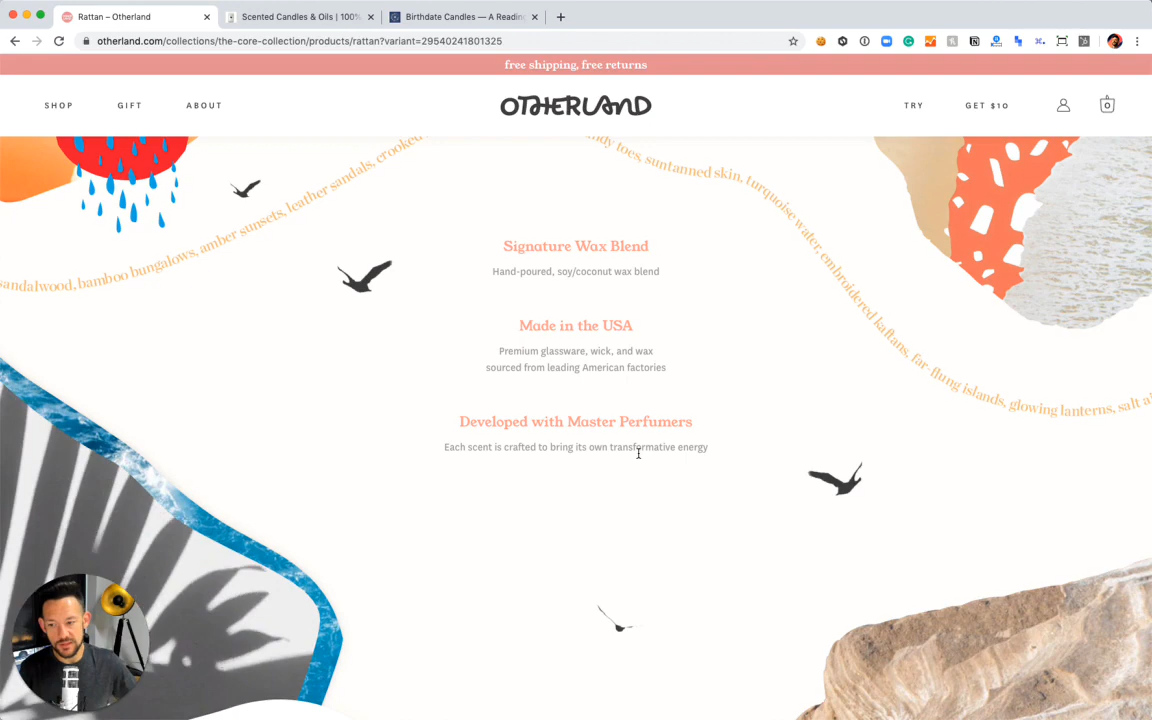 Rattan – Otherland
Scented Candles & Oils | 100%
Birthdate Candles — A Reading
otherland.com/collections/the-core-collection/products/rattan?variant=29540241801325
free shipping, free returns
SHOP GIFT ABOUT
OTHERLAND
TRY GET $10 0
sandalwood, bamboo bungalows, amber sunsets, leather sandals, crooked
toes, suntanned skin, turquoise water, embroidered kaftans, far-flung islands, glowing lanterns, salt
Signature Wax Blend
Hand-poured, soy/coconut wax blend
Made in the USA
Premium glassware, wick, and wax
sourced from leading American factories
Developed with Master Perfumers
Each scent is crafted to bring its own transformative energy